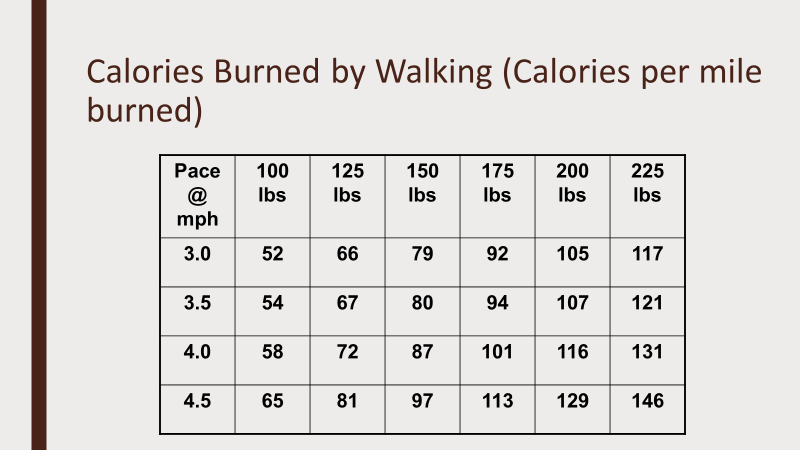 Calories Burned by Walking (Calories per mile
burned)
Pace @ mph 100 lbs 125 lbs 150 lbs 175 lbs 200 lbs 225 lbs
3.0 52 66 79 92 105 117
3.5 54 67 80 94 107 121
4.0 58 72 87 101 116 131
4.5 65 81 97 113 129 146